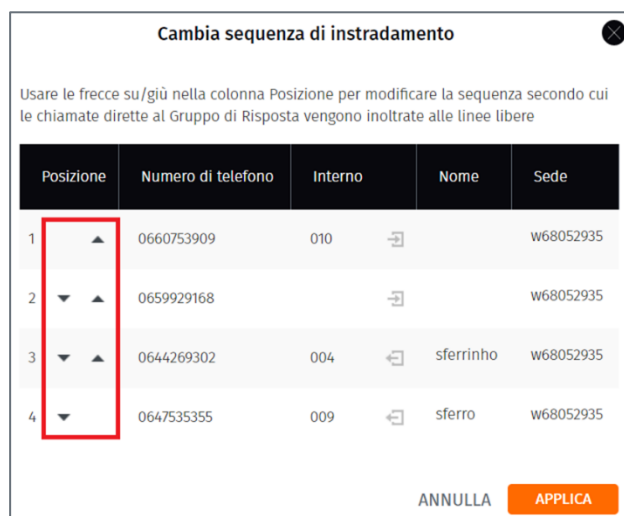 Cambia sequenza di instradamento
Usare le frecce su/giù nella colonna Posizione per modificare la sequenza secondo cui
le chiamate dirette al Gruppo di Risposta vengono inoltrate alle linee libere
Posizione Numero di telefono Interno Nome Sede
1 0660753909 010 w68052935
2 0659929168 w68052935
3 0644269302 004 sferrinho w68052935
4 0647535355 009 sferro w68052935
ANNULLA APPLICA